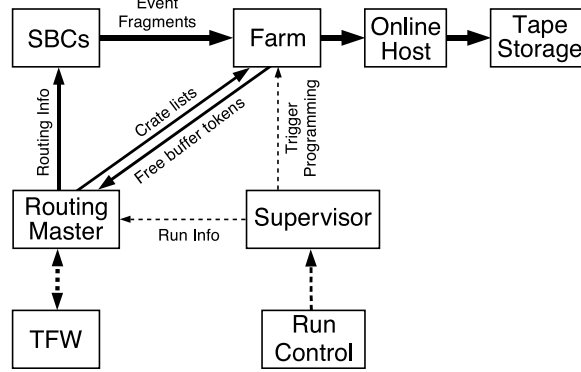 Event
Fragments
SBCs
Farm
Online
Host
Tape
Storage
Routing Info
Crate lists
Free buffer tokens
Trigger
Programming
Routing
Master
Run Info
Supervisor
TFW
Run
Control